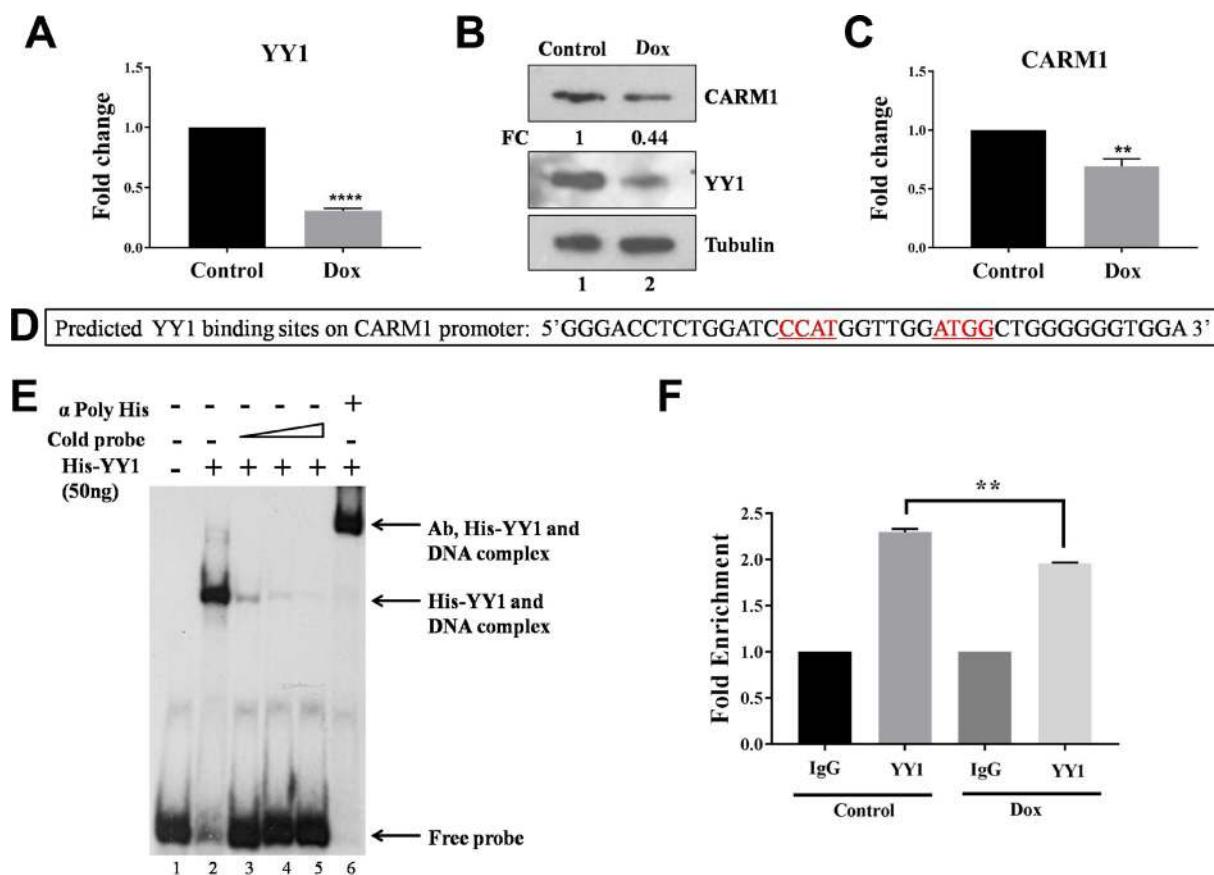 A
YY1
Fold change
1.5
1.0
0.5
0.0
****
Control Dox
B
Control Dox
CARM1
FC 1 0.44
YY1
Tubulin
1 2
C
CARM1
Fold change
1.5
1.0
0.5
0.0
**
Control Dox
D Predicted YY1 binding sites on CARM1 promoter: 5’GGGACCTCTGGATCCCATGGTTGGATGGCTGGGGGGTGGA 3’
E
α Poly His - - - - - +
Cold probe - - -
His-YY1 - + + + + +
(50ng)
Ab, His-YY1 and
DNA complex
His-YY1 and
DNA complex
Free probe
1 2 3 4 5 6
F
Fold Enrichment
2.5
2.0
1.5
1.0
0.5
0.0
**
IgG YY1 IgG YY1
Control Dox